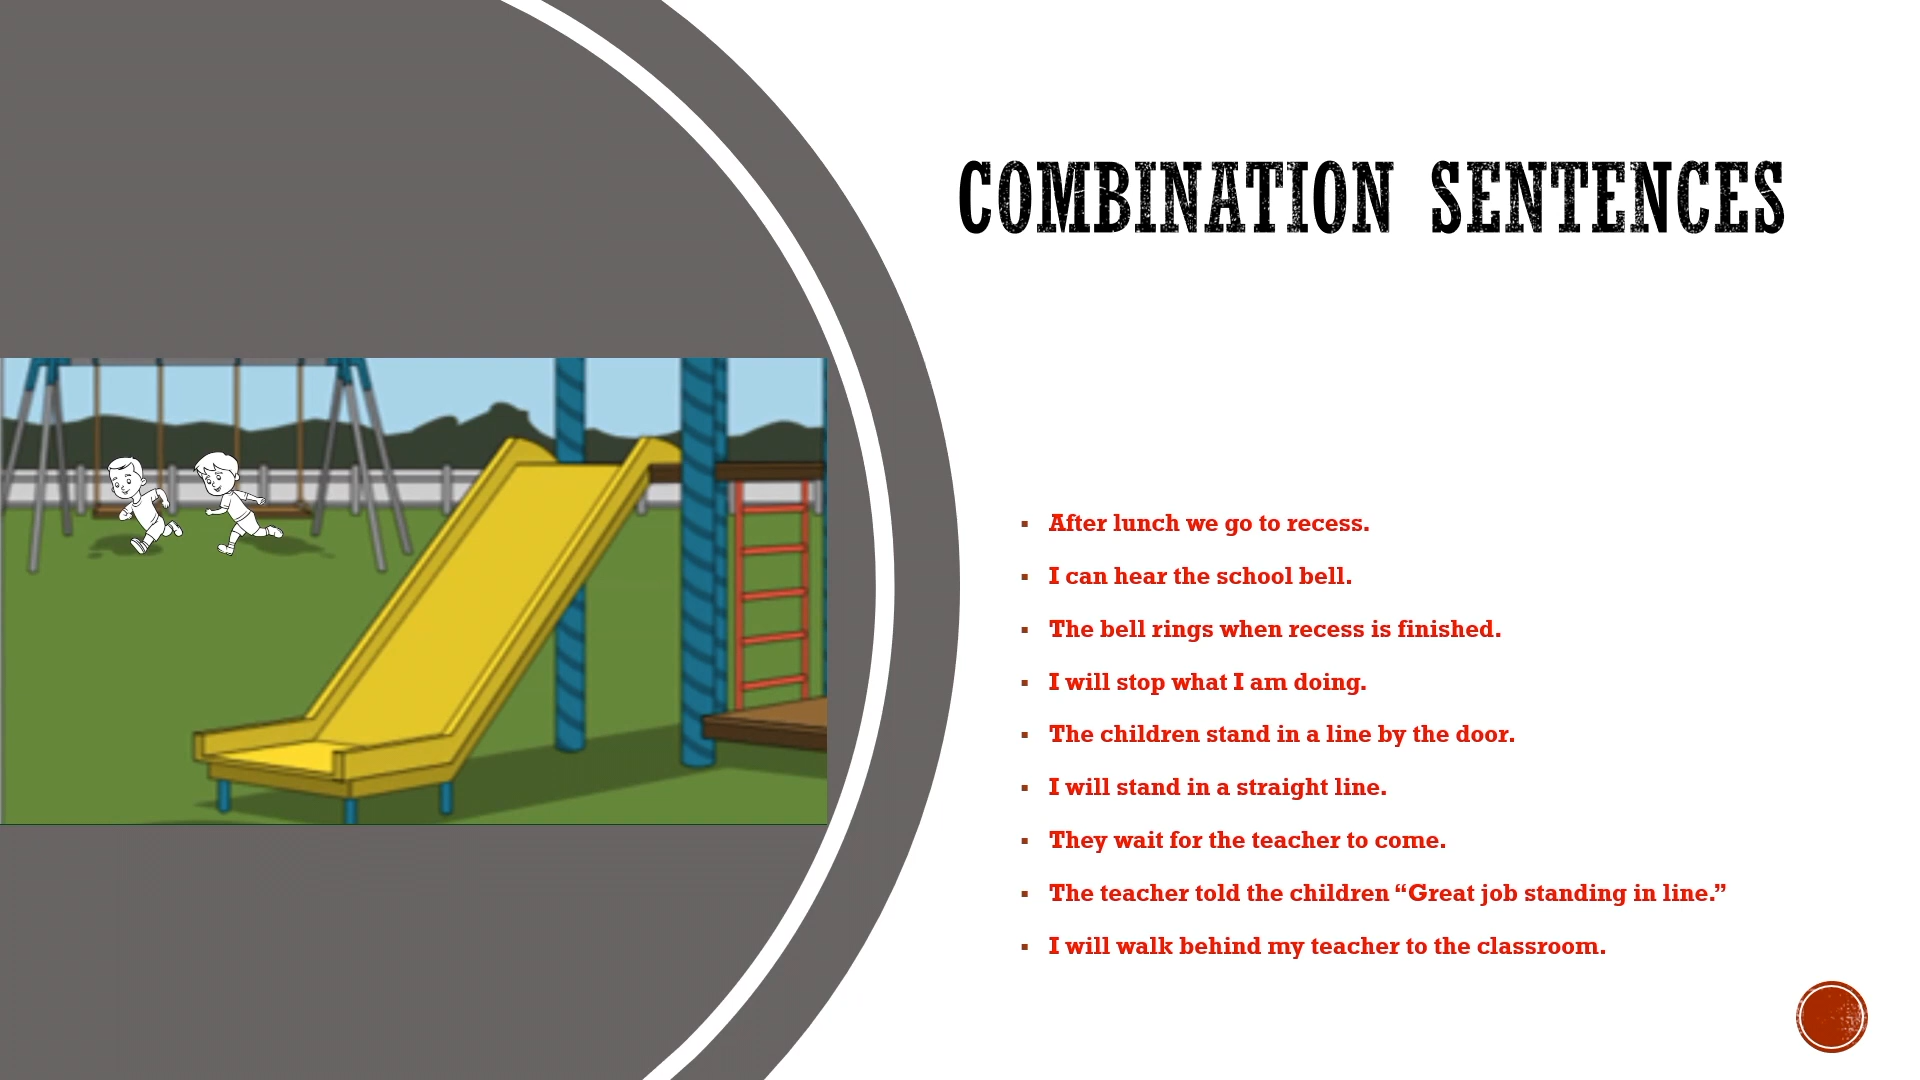 COMBINATION SENTENCES
▪ After lunch we go to recess.
▪ I can hear the school bell.
▪ The bell rings when recess is finished.
▪ I will stop what I am doing.
▪ The children stand in a line by the door.
▪ I will stand in a straight line.
▪ They wait for the teacher to come.
▪ The teacher told the children “Great job standing in line.”
▪ I will walk behind my teacher to the classroom.